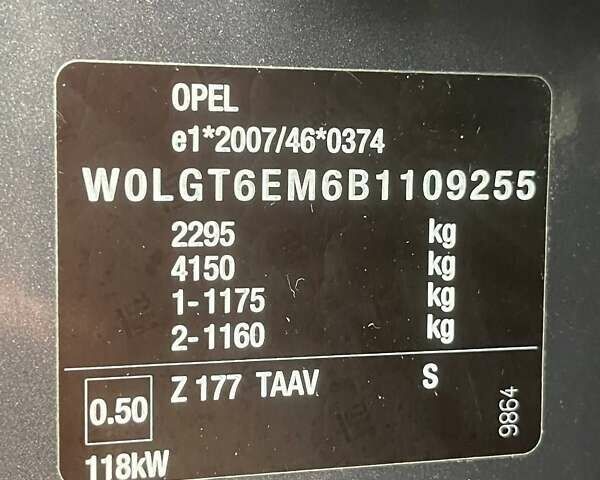 OPEL
e1*2007/46*0374
W0LGT6EM6B1109255
2295 kg
4150 kg
1-1175 kg
2-1160 kg
0.50 Z 177 TAAV S
118kW
9864